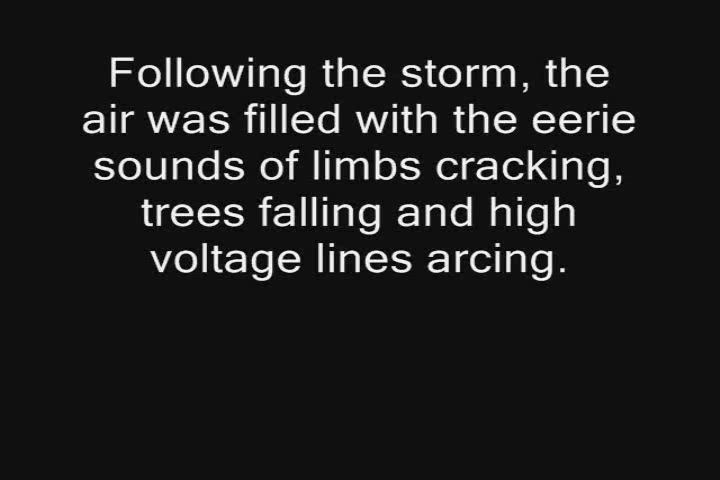 Following the storm, the
air was filled with the eerie
sounds of limbs cracking,
trees falling and high
voltage lines arcing.